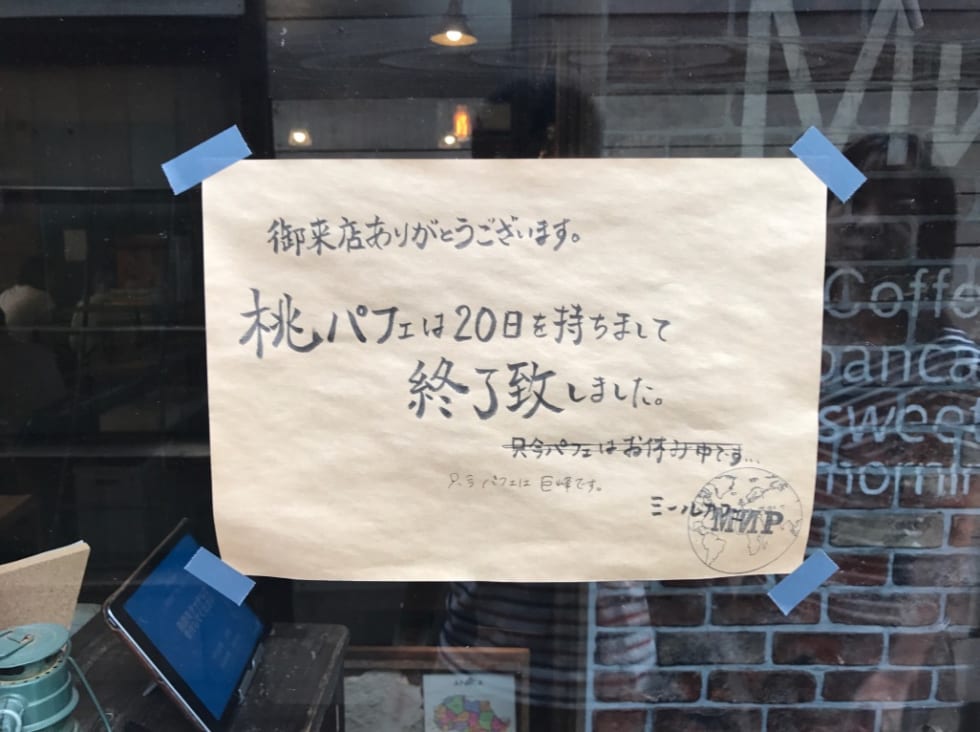 御来店ありがとうございます。
桃パフェは20日を持ちまして
終了致しました。
只今パフェはお休み中です...
只今パフェは巨峰です。
ミールカフェ
Coffe
panca
sweet
mornin